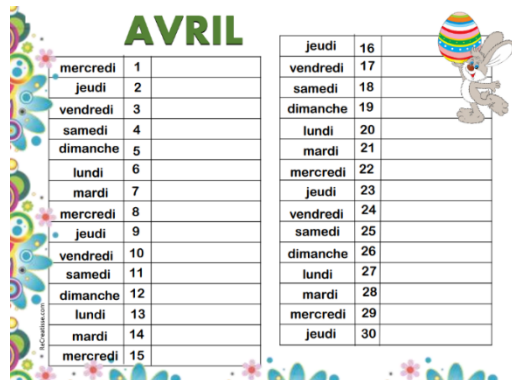 AVRIL
mercredi 1
jeudi 2
vendredi 3
samedi 4
dimanche 5
lundi 6
mardi 7
mercredi 8
jeudi 9
vendredi 10
samedi 11
dimanche 12
lundi 13
mardi 14
mercredi 15
jeudi 16
vendredi 17
samedi 18
dimanche 19
lundi 20
mardi 21
mercredi 22
jeudi 23
vendredi 24
samedi 25
dimanche 26
lundi 27
mardi 28
mercredi 29
jeudi 30